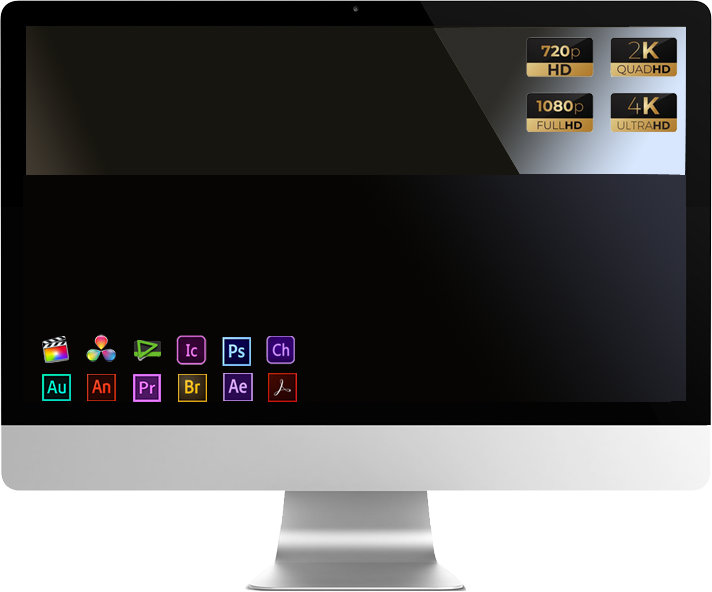 720p
HD
2K
QUADHD
1080p
FULLHD
4K
ULTRAHD
Ic
Ps
Ch
Au
An
Pr
Br
Ae